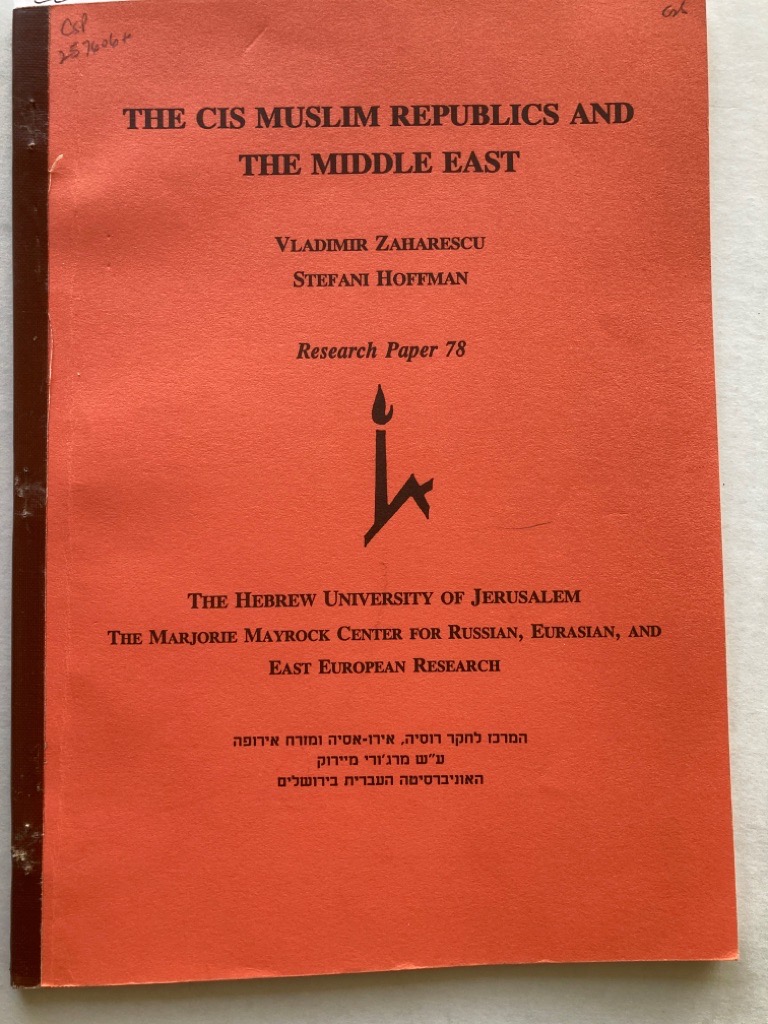 THE CIS MUSLIM REPUBLICS AND
THE MIDDLE EAST
VLADIMIR ZAHARESCU
STEFANI HOFFMAN
Research Paper 78
THE HEBREW UNIVERSITY OF JERUSALEM
THE MARJORIE MAYROCK CENTER FOR RUSSIAN, EURASIAN, AND
EAST EUROPEAN RESEARCH
המרכז לחקר רוסיה, אירו-אסיה ומזרח אירופה
ע"ש מרג'ורי מיירוק
האוניברסיטה העברית בירושלים